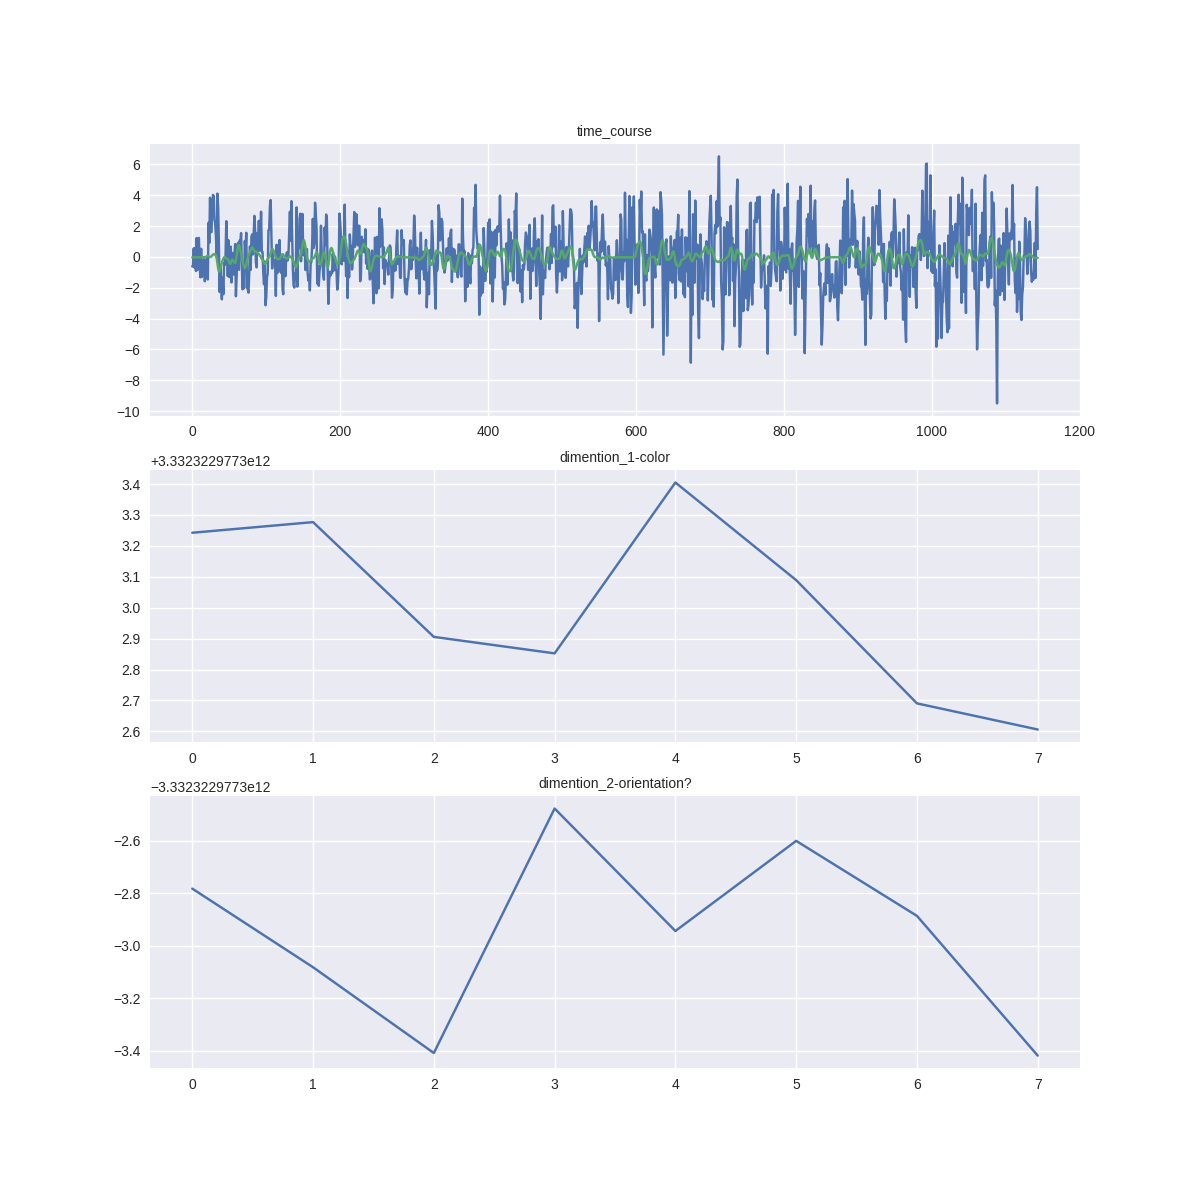 time_course
6
4
2
0
−2
−4
−6
−8
−10
0 200 400 600 800 1000 1200
+3.3323229773e12
dimention_1-color
3.4
3.3
3.2
3.1
3.0
2.9
2.8
2.7
2.6
0 1 2 3 4 5 6 7
−3.3323229773e12
dimention_2-orientation?
−2.6
−2.8
−3.0
−3.2
−3.4
0 1 2 3 4 5 6 7